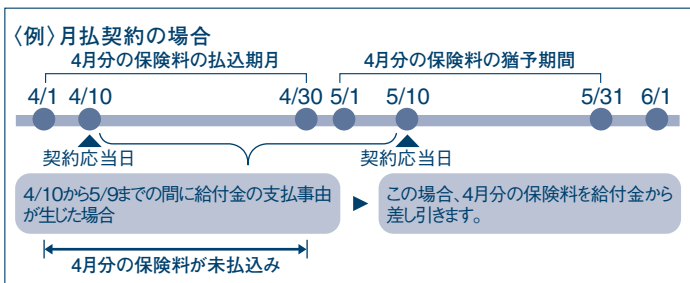 〈例〉月払契約の場合
4月分の保険料の払込期月 4月分の保険料の猶予期間
4/1 4/10 4/30 5/1 5/10 5/31 6/1
契約応当日 契約応当日
4/10から5/9までの間に給付金の支払事由
が生じた場合
この場合、4月分の保険料を給付金から
差し引きます。
4月分の保険料が未払込み